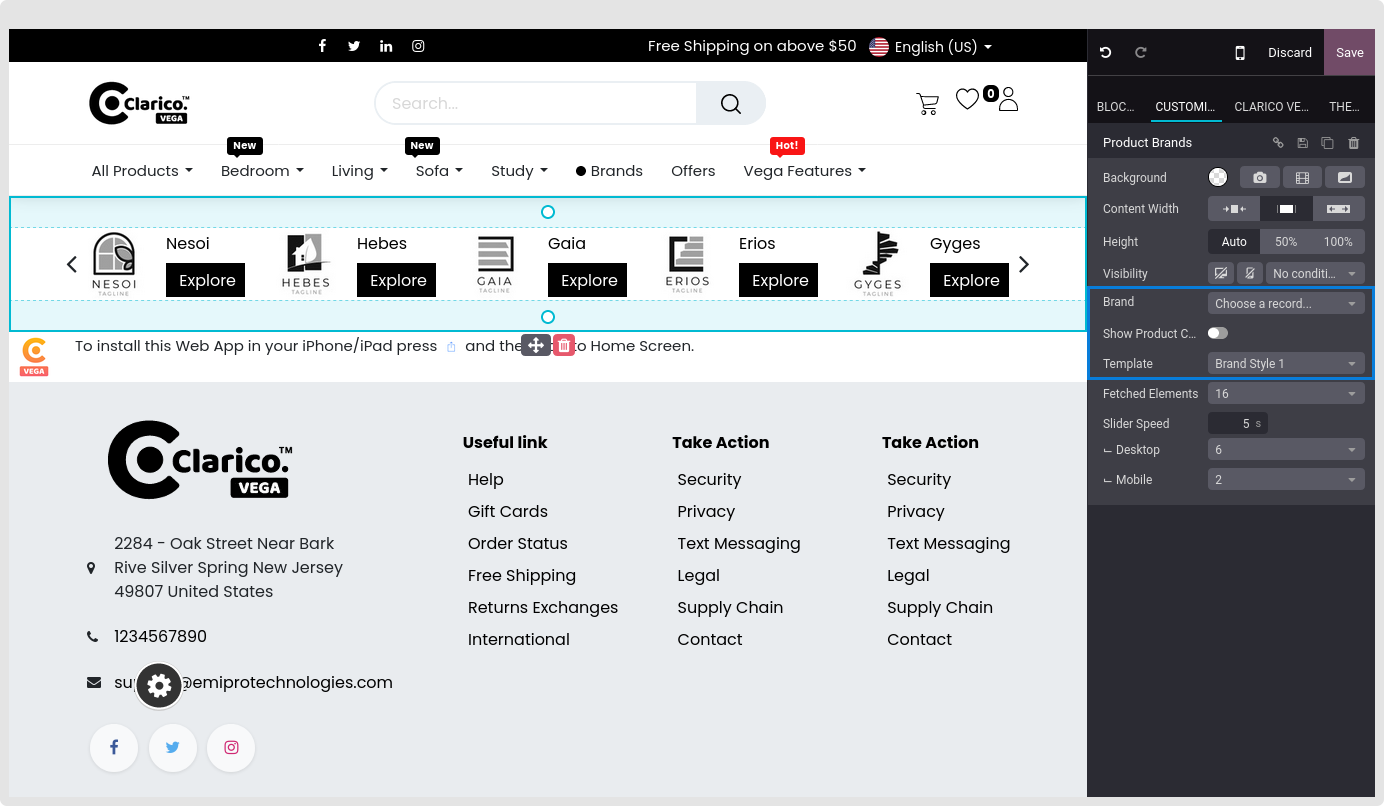 Free Shipping on above $50 English (US)
Discard Save
Clarico.™
VEGA
Search...
0
BLOC... CUSTOMI... CLARICO VE... THE...
New New Hot!
All Products Bedroom Living Sofa Study Brands Offers Vega Features
Product Brands
Background
Content Width
Height Auto 50% 100%
Visibility No conditi...
Brand Choose a record...
Show Product C...
Template Brand Style 1
Fetched Elements 16
Slider Speed 5 s
Desktop 6
Mobile 2
NESOI
TAGLINE
Nesoi
Explore
HEBES
TAGLINE
Hebes
Explore
GAIA
TAGLINE
Gaia
Explore
ERIOS
TAGLINE
Erios
Explore
GYGES
TAGLINE
Gyges
Explore
VEGA
To install this Web App in your iPhone/iPad press and the to Home Screen.
Clarico.™
VEGA
2284 - Oak Street Near Bark
Rive Silver Spring New Jersey
49807 United States
1234567890
su @emiprotechnologies.com
Useful link
Help
Gift Cards
Order Status
Free Shipping
Returns Exchanges
International
Take Action
Security
Privacy
Text Messaging
Legal
Supply Chain
Contact
Take Action
Security
Privacy
Text Messaging
Legal
Supply Chain
Contact